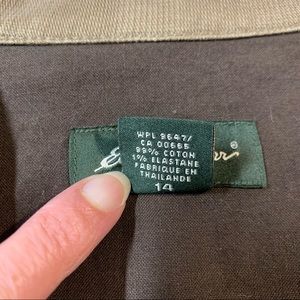 WPL 9647/
CA 00665
99% COTON
1% ELASTANE
FABRIQUE EN
THAILANDE
14